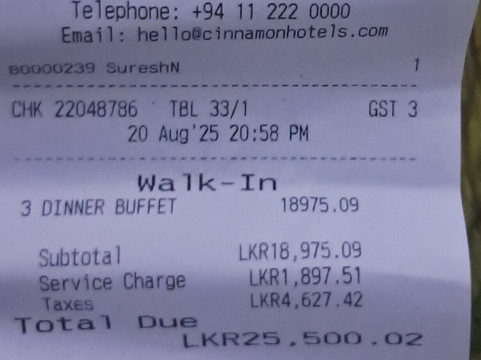 Telephone: +94 11 222 0000
Email: hello@cinnamonhotels.com
80000239 SureshN 1
CHK 22048786 TBL 33/1 GST 3
20 Aug'25 20:58 PM
Walk-In
3 DINNER BUFFET 18975.09
Subtotal LKR18,975.09
Service Charge LKR1,897.51
Taxes LKR4,627.42
Total Due
LKR25,500.02